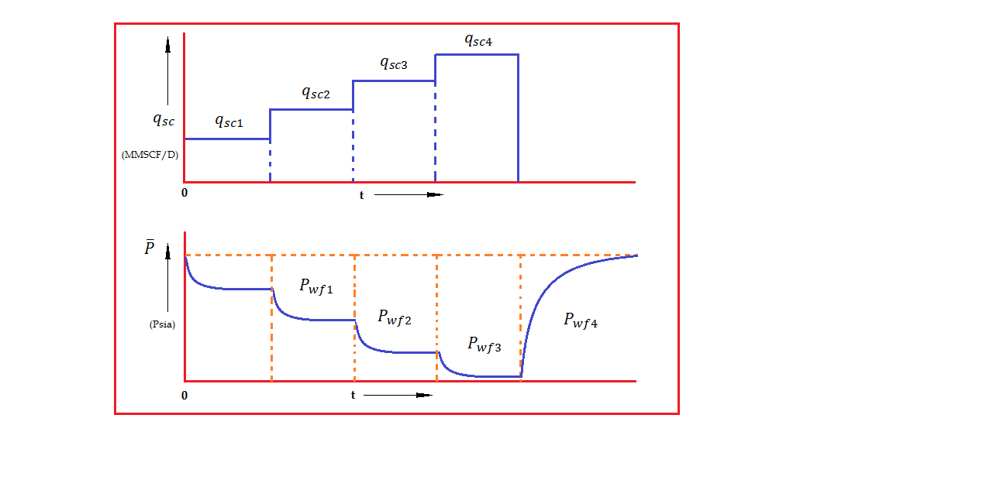 q_sc4
q_sc3
q_sc2
q_sc q_sc1
(MMSCF/D)
0 t
P̄
P_wf1
P_wf2 P_wf4
(Psia)
P_wf3
0 t